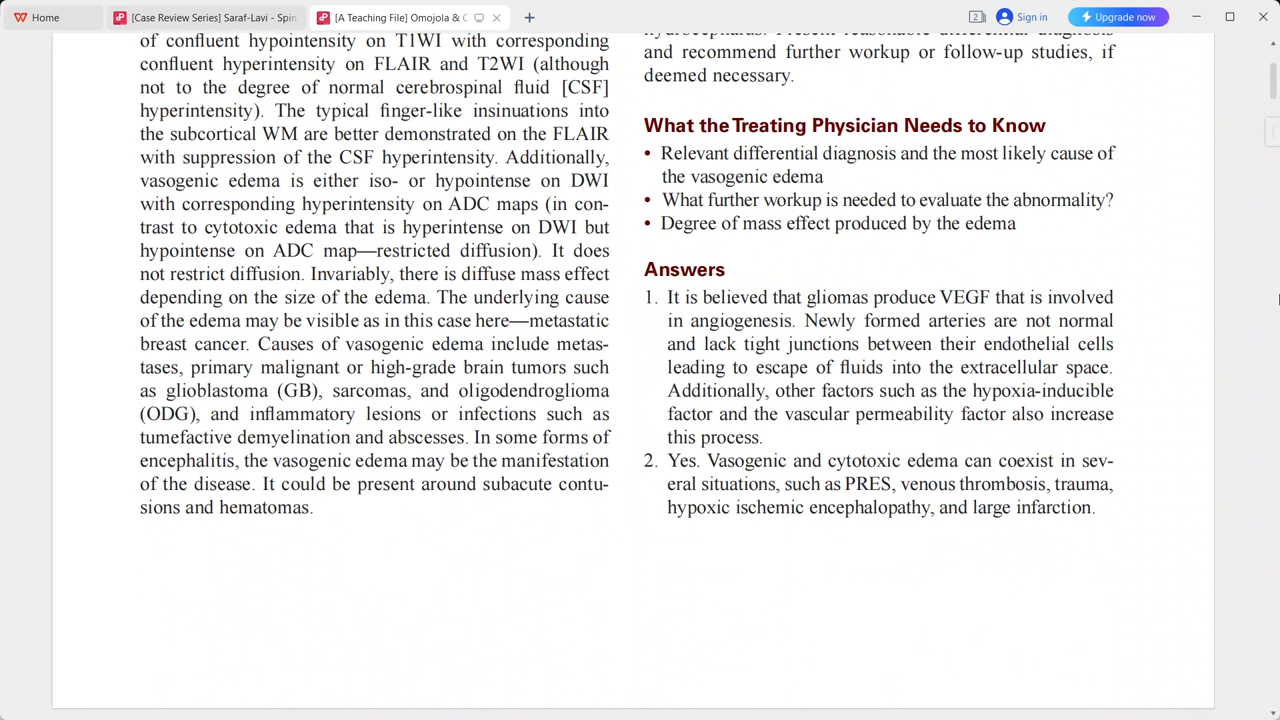 Home
[Case Review Series] Saraf-Lavi - Spin
[A Teaching File] Omojola & C
2
Sign in
Upgrade now
of confluent hypointensity on T1WI with corresponding
confluent hyperintensity on FLAIR and T2WI (although
not to the degree of normal cerebrospinal fluid [CSF]
hyperintensity). The typical finger-like insinuations into
the subcortical WM are better demonstrated on the FLAIR
with suppression of the CSF hyperintensity. Additionally,
vasogenic edema is either iso- or hypointense on DWI
with corresponding hyperintensity on ADC maps (in con-
trast to cytotoxic edema that is hyperintense on DWI but
hypointense on ADC map—restricted diffusion). It does
not restrict diffusion. Invariably, there is diffuse mass effect
depending on the size of the edema. The underlying cause
of the edema may be visible as in this case here—metastatic
breast cancer. Causes of vasogenic edema include metas-
tases, primary malignant or high-grade brain tumors such
as glioblastoma (GB), sarcomas, and oligodendroglioma
(ODG), and inflammatory lesions or infections such as
tumefactive demyelination and abscesses. In some forms of
encephalitis, the vasogenic edema may be the manifestation
of the disease. It could be present around subacute contu-
sions and hematomas.
hydrocephalus. Present reasonable differential diagnosis
and recommend further workup or follow-up studies, if
deemed necessary.
What the Treating Physician Needs to Know
• Relevant differential diagnosis and the most likely cause of
the vasogenic edema
• What further workup is needed to evaluate the abnormality?
• Degree of mass effect produced by the edema
Answers
1. It is believed that gliomas produce VEGF that is involved
in angiogenesis. Newly formed arteries are not normal
and lack tight junctions between their endothelial cells
leading to escape of fluids into the extracellular space.
Additionally, other factors such as the hypoxia-inducible
factor and the vascular permeability factor also increase
this process.
2. Yes. Vasogenic and cytotoxic edema can coexist in sev-
eral situations, such as PRES, venous thrombosis, trauma,
hypoxic ischemic encephalopathy, and large infarction.